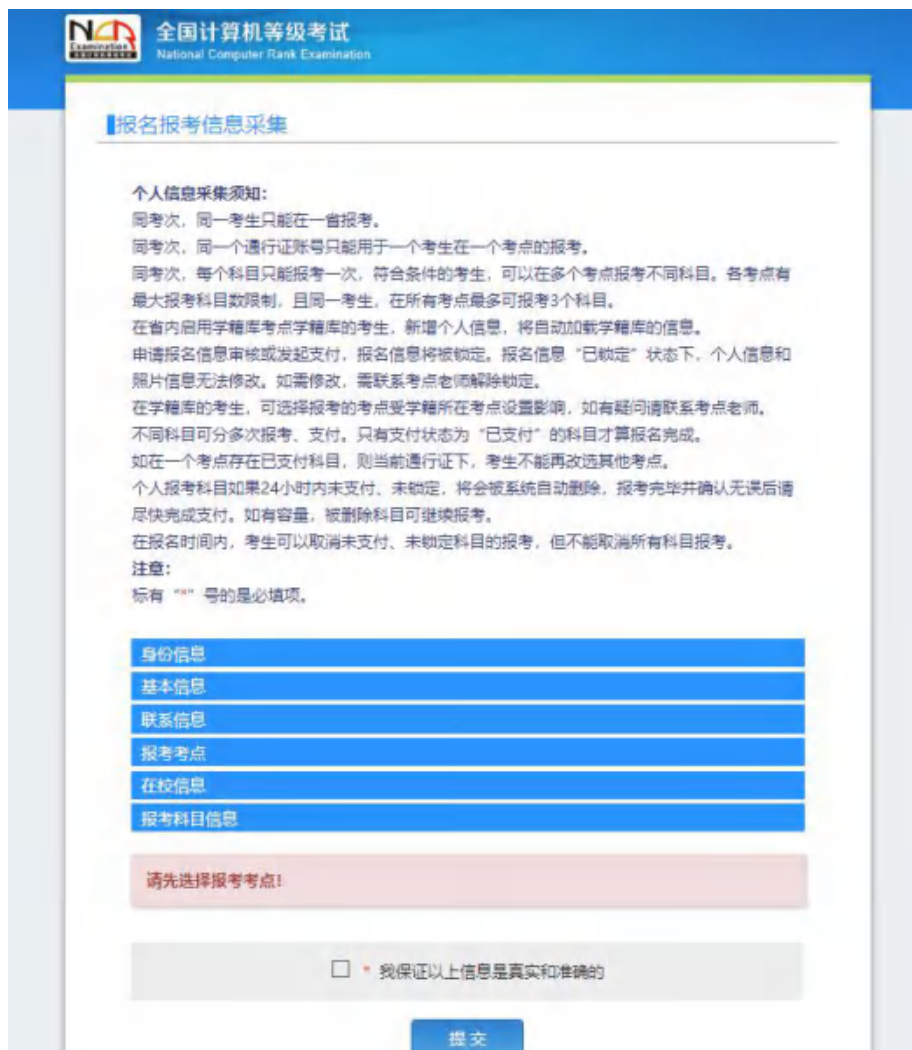 NCR
Examination
全国计算机等级考试
National Computer Rank Examination
报名报考信息采集
个人信息采集须知：
同考次，同一考生只能在一省报考。
同考次，同一个通行证账号只能用于一个考生在一个考点的报考。
同考次，每个科目只能报考一次，符合条件的考生，可以在多个考点报考不同科目。各考点有
最大报考科目数限制，且同一考生，在所有考点最多可报考3个科目。
在省内启用学籍库考点学籍库的考生，新增个人信息，将自动加载学籍库的信息。
申请报名信息审核或发起支付，报名信息将被锁定。报名信息“已锁定”状态下，个人信息和
照片信息无法修改。如需修改，需联系考点老师解除锁定。
在学籍库的考生，可选择报考的考点受学籍所在考点设置影响，如有疑问请联系考点老师。
不同科目可分多次报考、支付。只有支付状态为“已支付”的科目才算报名完成。
如在一个考点存在已支付科目，则当前通行证下，考生不能再改选其他考点。
个人报考科目如果24小时内未支付、未锁定，将会被系统自动删除，报考完毕并确认无误后请
尽快完成支付。如有容量，被删除科目可继续报考。
在报名时间内，考生可以取消未支付、未锁定科目的报考，但不能取消所有科目报考。
注意：
标有“*”号的是必填项。
身份信息
基本信息
联系信息
报考考点
在校信息
报考科目信息
请先选择报考考点！
* 我保证以上信息是真实和准确的
提交